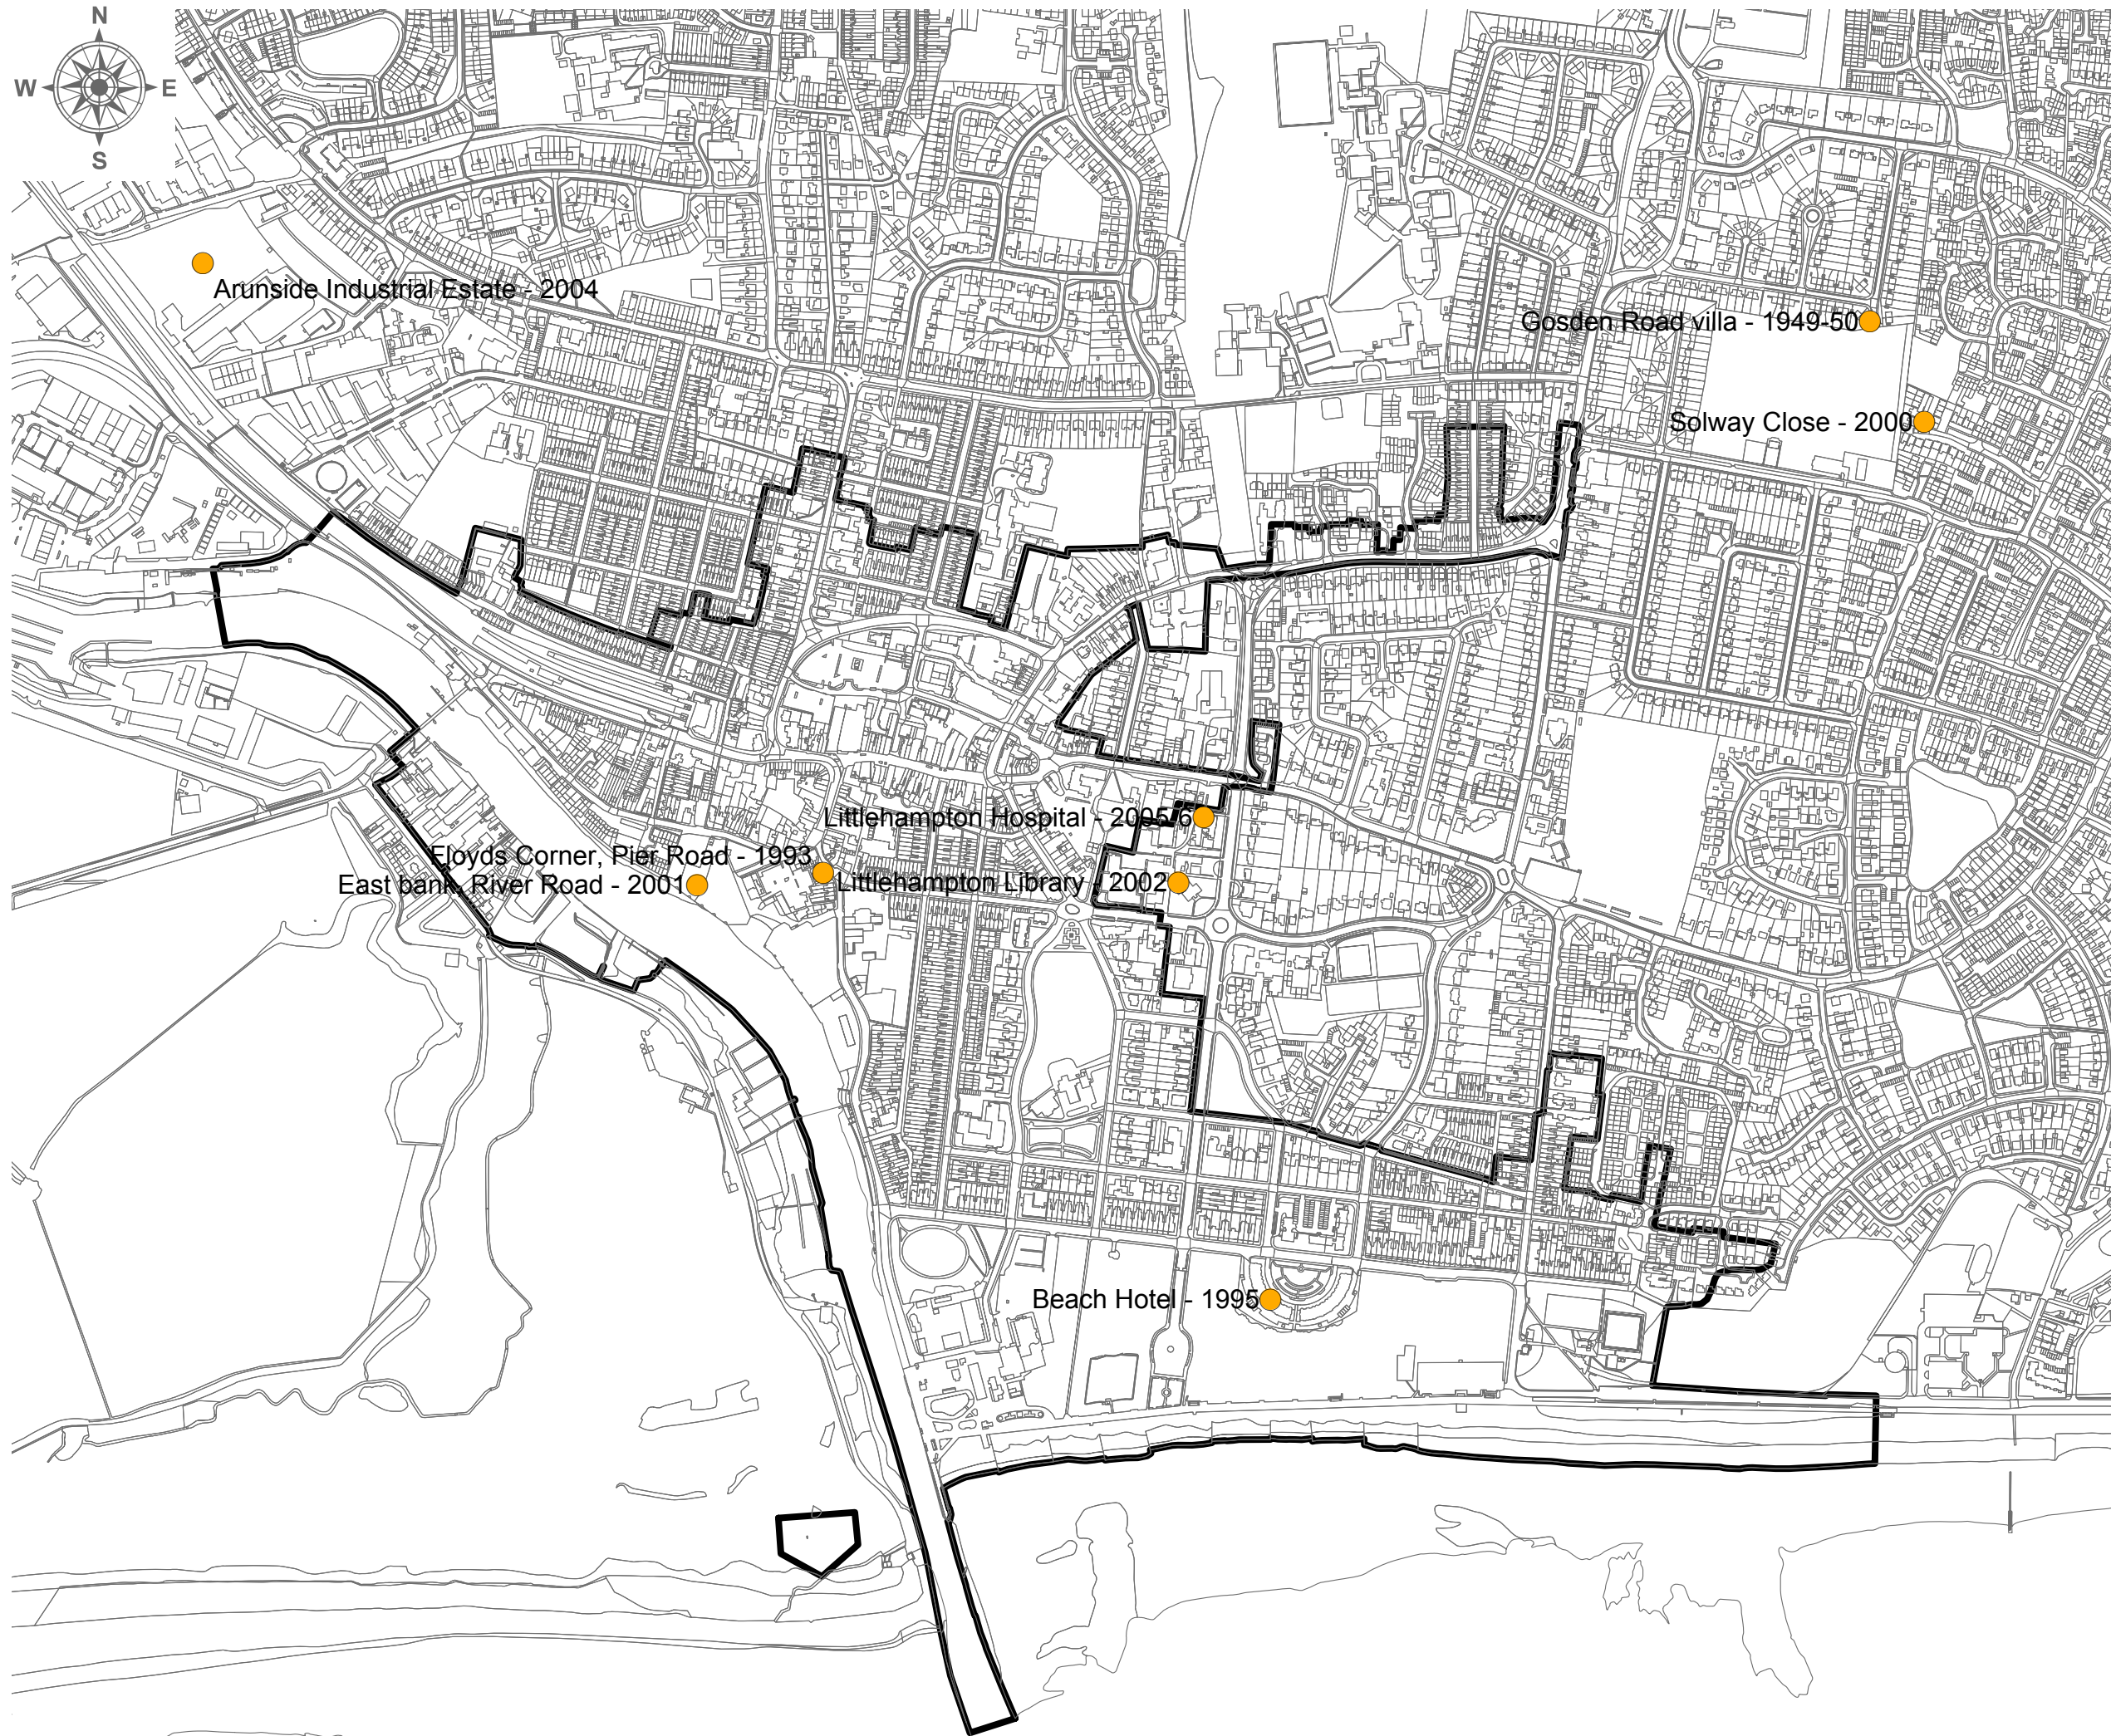 N
W E
S
Arunside Industrial Estate - 2004
Gosden Road villa - 1949-50
Solway Close - 2000
Littlehampton Hospital - 2005/6
Floyds Corner, Pier Road - 1993
East bank, River Road - 2001
Littlehampton Library - 2002
Beach Hotel - 1995